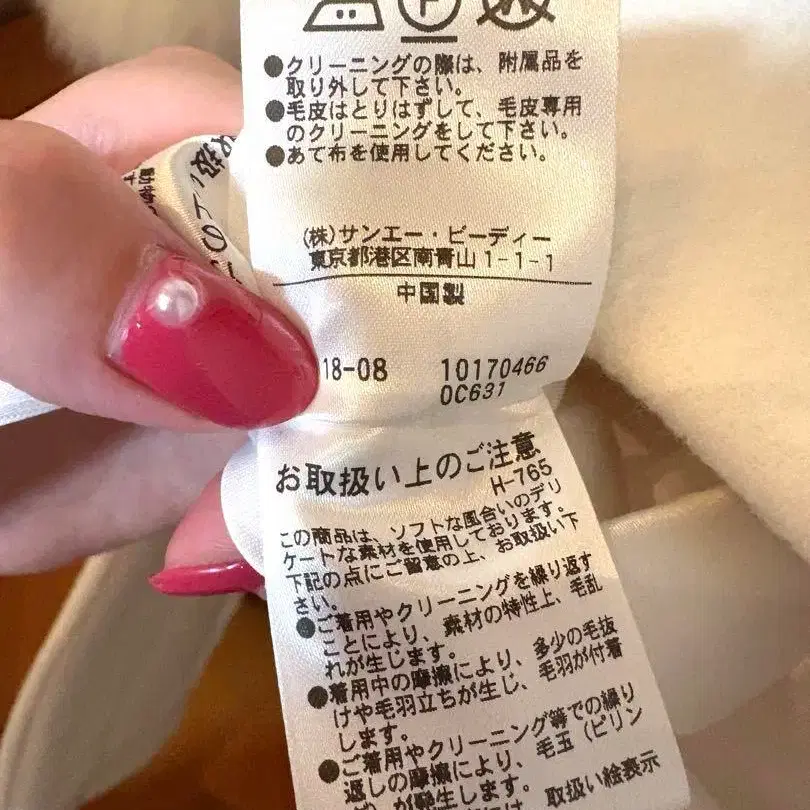 P
●クリーニングの際は、附属品を
取り外して下さい。
●毛皮はとりはずして、毛皮専用
のクリーニングをして下さい。
●あて布を使用してください。
(株)サンエー・ビーディー
東京都港区南青山1-1-1
中国製
18-08 10170466
0C631
お取扱い上のご注意
H-765
この商品は、ソフトな風合いのデリ
ケートな素材を使用しております。
下記の点にご留意の上、お取扱い下
さい。
●ご着用やクリーニングを繰り返す
ことにより、素材の特性上、毛乱
れが生じます。
●着用中の摩擦により、多少の毛抜
けや毛羽立ちが生じ、毛羽が付着
します。
●ご着用やクリーニング等での繰り
返しの摩擦により、毛玉(ピリン
取扱い絵表示